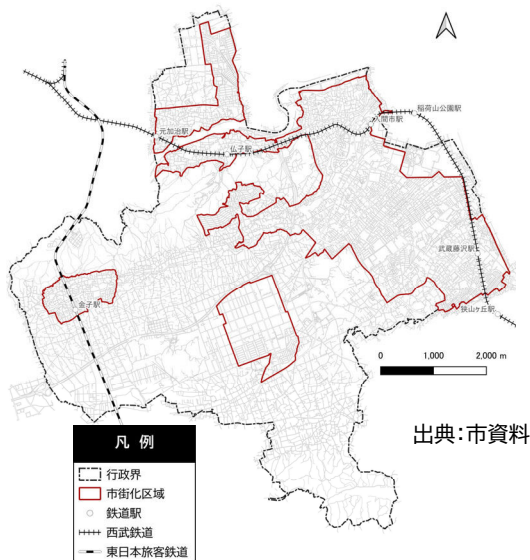 稲荷山公園駅
入間市駅
元加治駅
仏子駅
武蔵藤沢駅
金子駅
狭山ヶ丘駅
0 1,000 2,000 m
出典：市資料
凡 例
行政界
市街化区域
鉄道駅
西武鉄道
東日本旅客鉄道